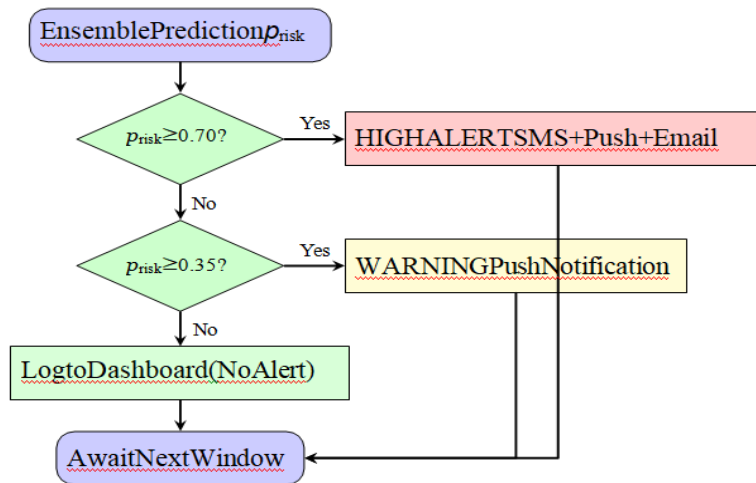 EnsemblePredictionprisk
prisk≥0.70?
Yes
HIGHALERTSMS+Push+Email
No
prisk≥0.35?
Yes
WARNINGPushNotification
No
LogtoDashboard(NoAlert)
AwaitNextWindow